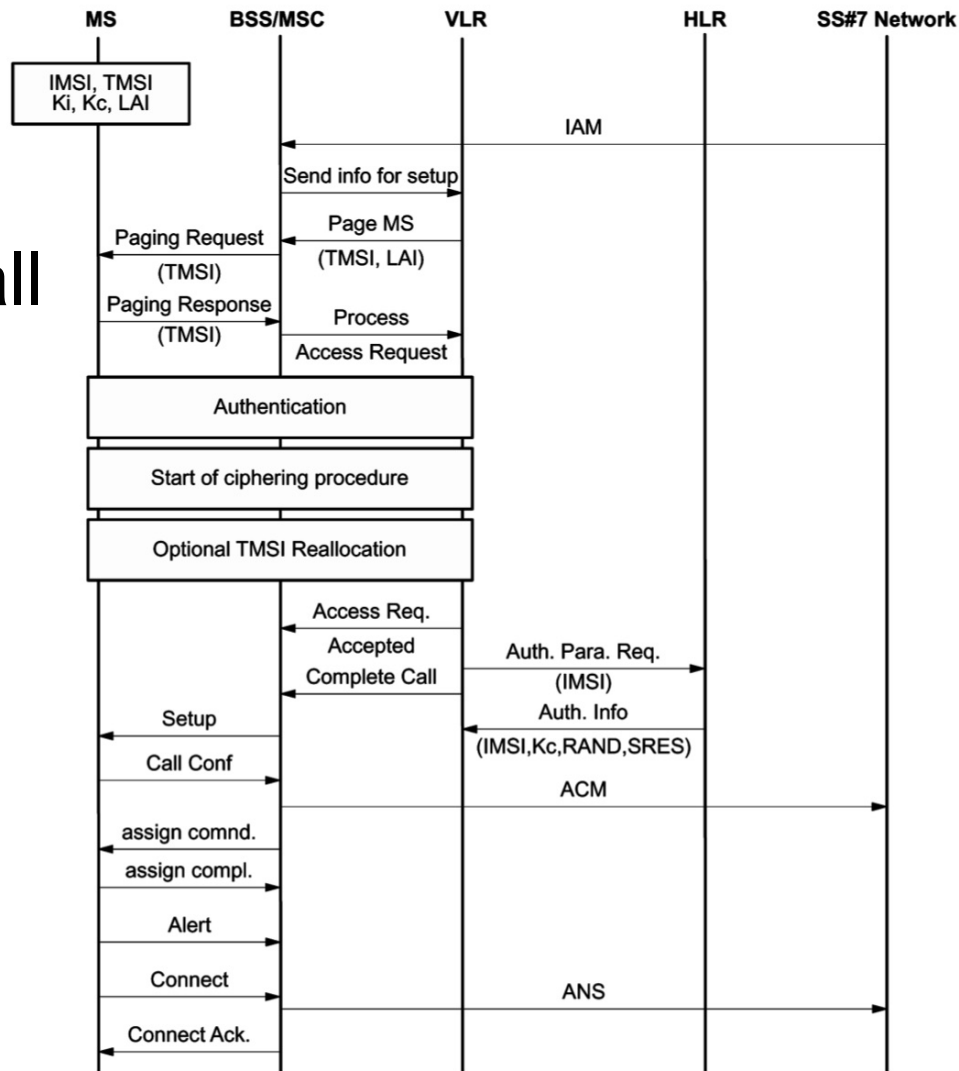 MS BSS/MSC VLR HLR SS#7 Network
IMSI, TMSI
Ki, Kc, LAI
IAM
Send info for setup
Page MS
(TMSI, LAI)
Paging Request
(TMSI)
all
Paging Response
(TMSI)
Process
Access Request
Authentication
Start of ciphering procedure
Optional TMSI Reallocation
Access Req.
Accepted
Auth. Para. Req.
(IMSI)
Complete Call
Auth. Info
(IMSI,Kc,RAND,SRES)
Setup
Call Conf
ACM
assign comnd.
assign compl.
Alert
Connect
ANS
Connect Ack.